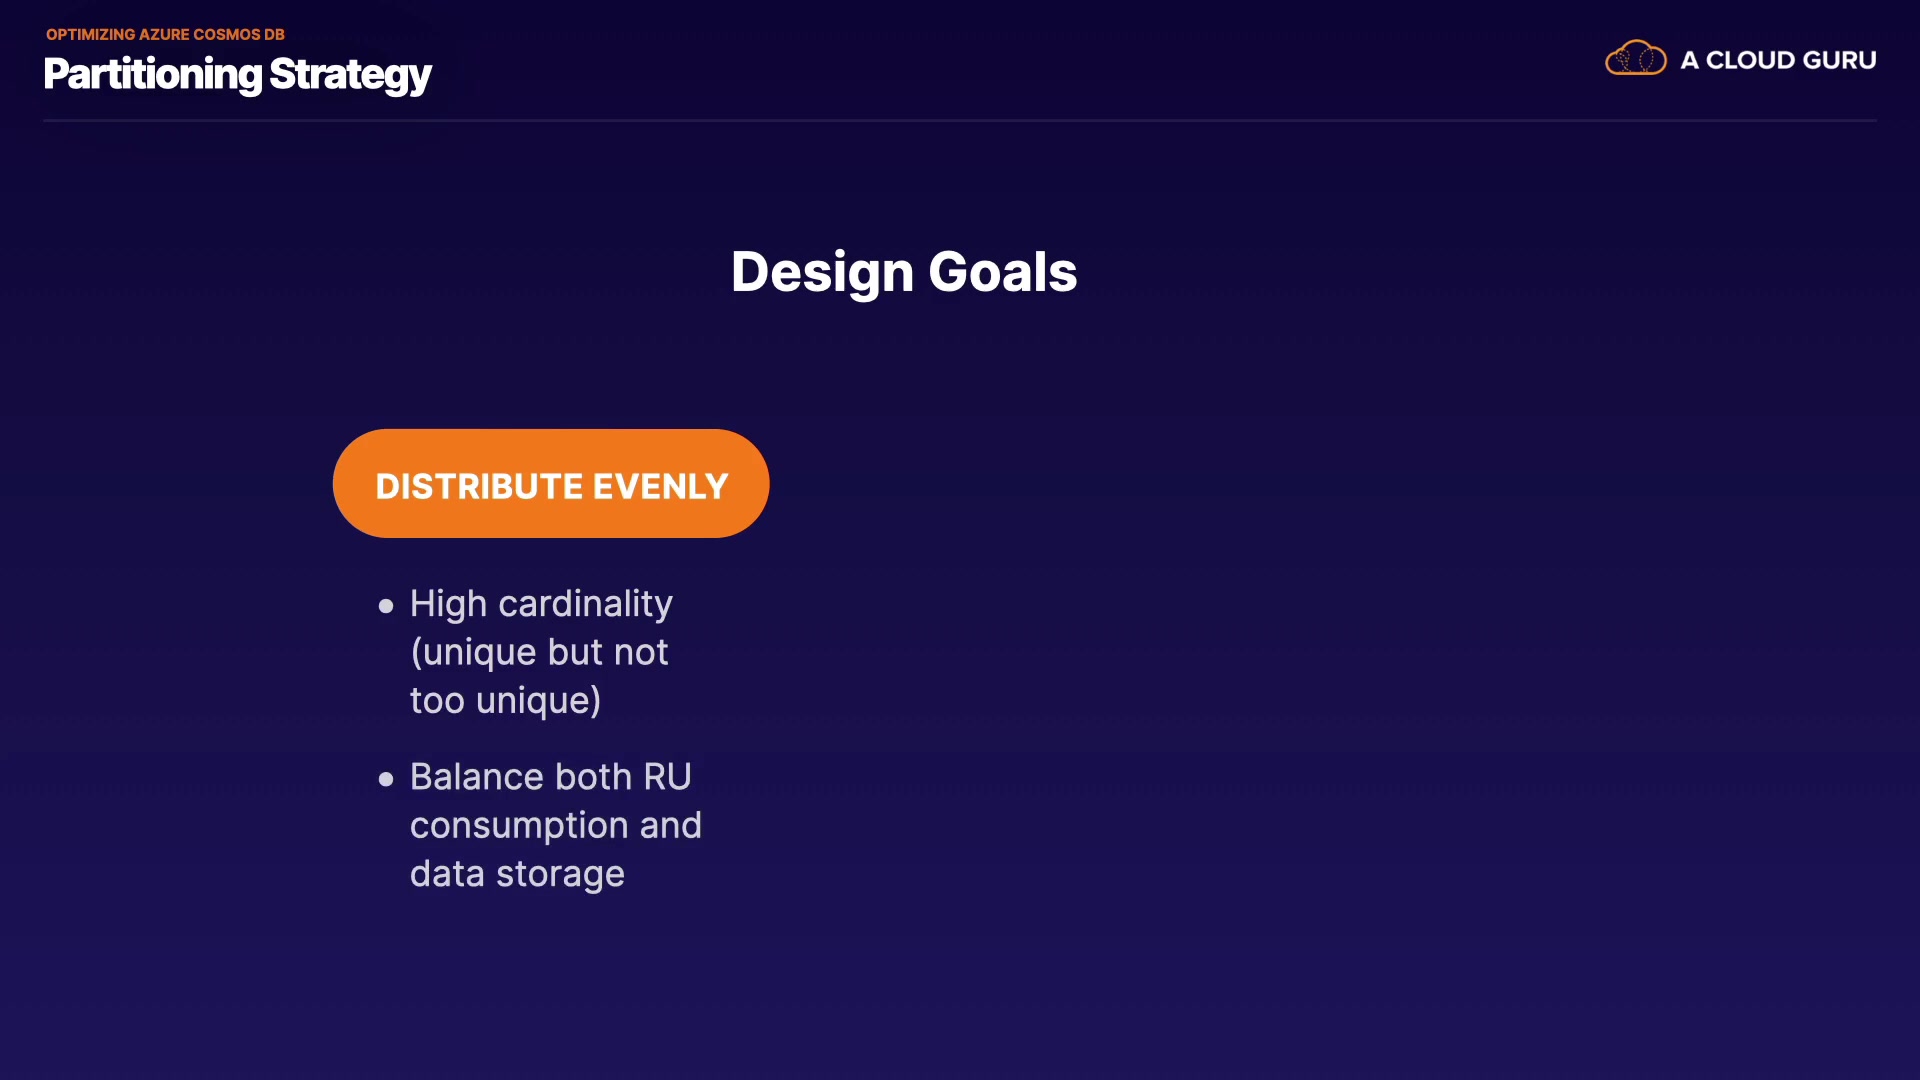 OPTIMIZING AZURE COSMOS DB
Partitioning Strategy
A CLOUD GURU
Design Goals
DISTRIBUTE EVENLY
• High cardinality
(unique but not
too unique)
• Balance both RU
consumption and
data storage